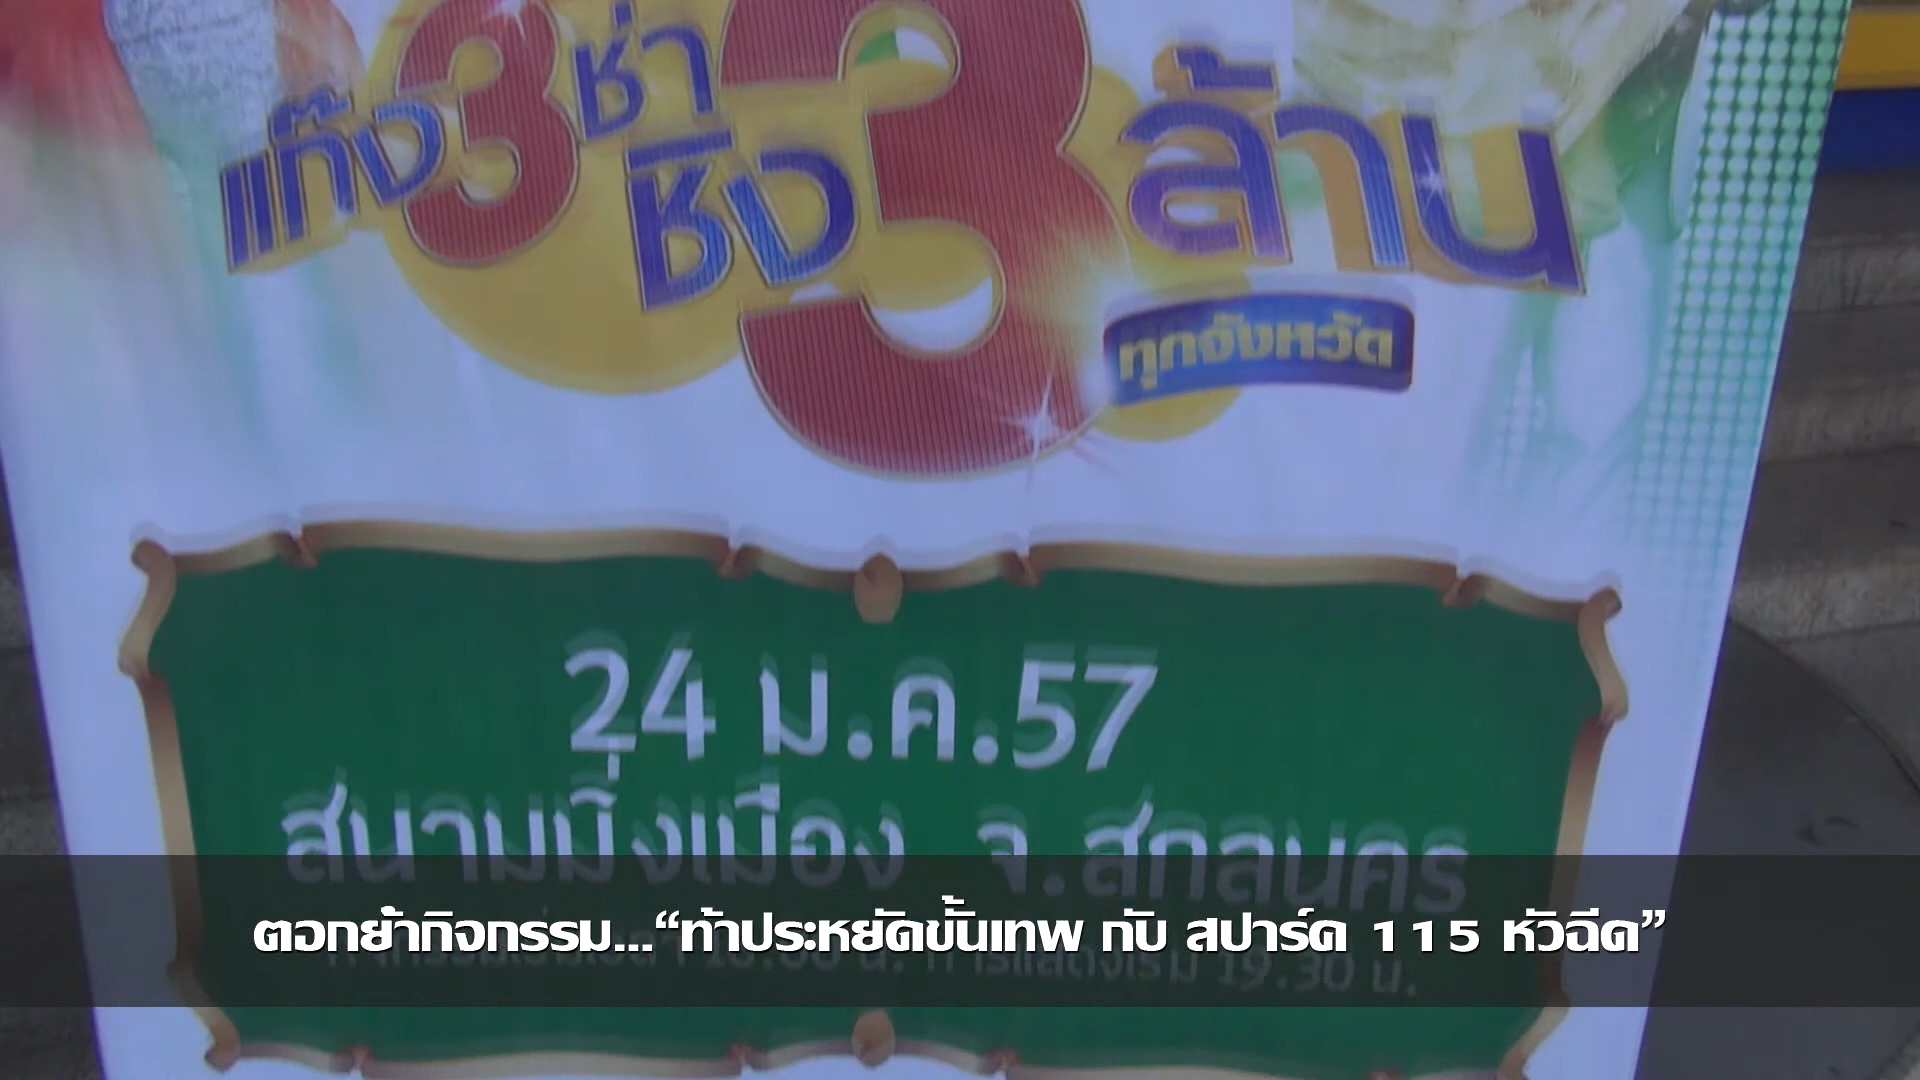 แก๊ง 3 ช่า
ชิง 3 ล้าน
ทุกจังหวัด
24 ม.ค.57
สนามมิ่งเมือง จ.สกลนคร
ตอกย้ำกิจกรรม...“ท้าประหยัดขั้นเทพ กับ สปาร์ค 115 หัวฉีด”
19.30 น.